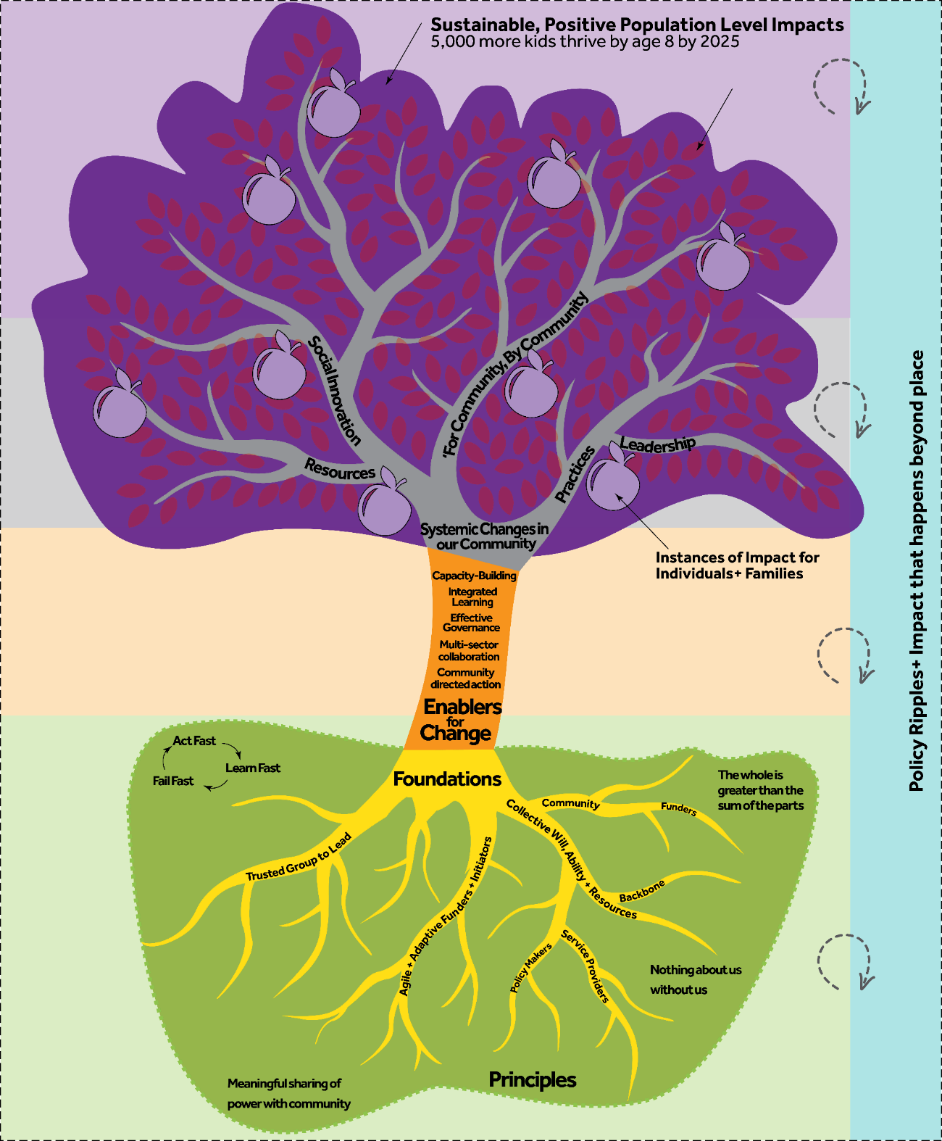 Sustainable, Positive Population Level Impacts
5,000 more kids thrive by age 8 by 2025
Social Innovation
'For Community, By Community
Resources
Practices
Leadership
Systemic Changes in
our Community
Instances of Impact for
Individuals+ Families
Policy Ripples+ Impact that happens beyond place
Capacity-Building
Integrated
Learning
Effective
Governance
Multi-sector
collaboration
Community
directed action
Enablers
for
Change
Foundations
Act Fast
Learn Fast
Fail Fast
The whole is
greater than the
sum of the parts
Community
Funders
Trusted Group to Lead
Agile + Adaptive Funders + Initiators
Collective Will, Ability + Resources
Backbone
Policy Makers
Service Providers
Nothing about us
without us
Principles
Meaningful sharing of
power with community